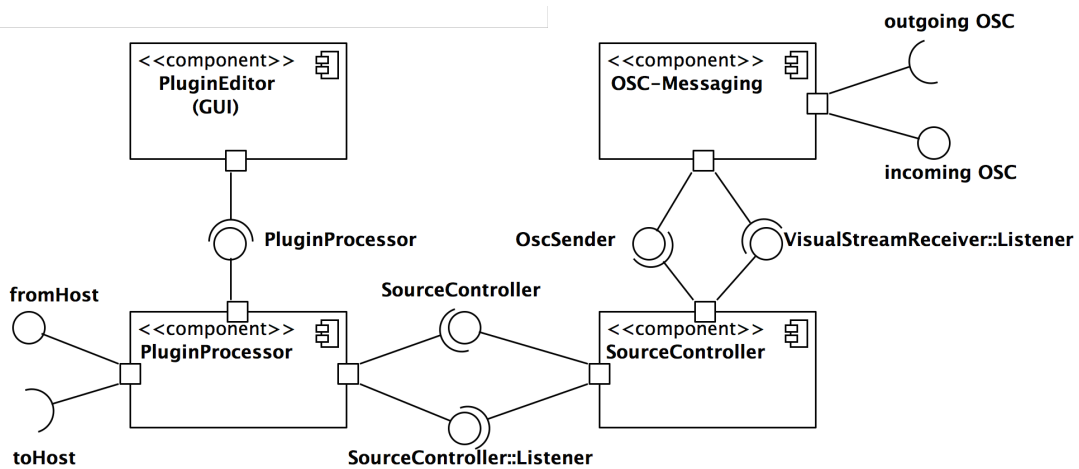 outgoing OSC
<<component>>
PluginEditor
(GUI)
<<component>>
OSC-Messaging
incoming OSC
PluginProcessor
OscSender
VisualStreamReceiver::Listener
fromHost
SourceController
<<component>>
PluginProcessor
<<component>>
SourceController
toHost
SourceController::Listener